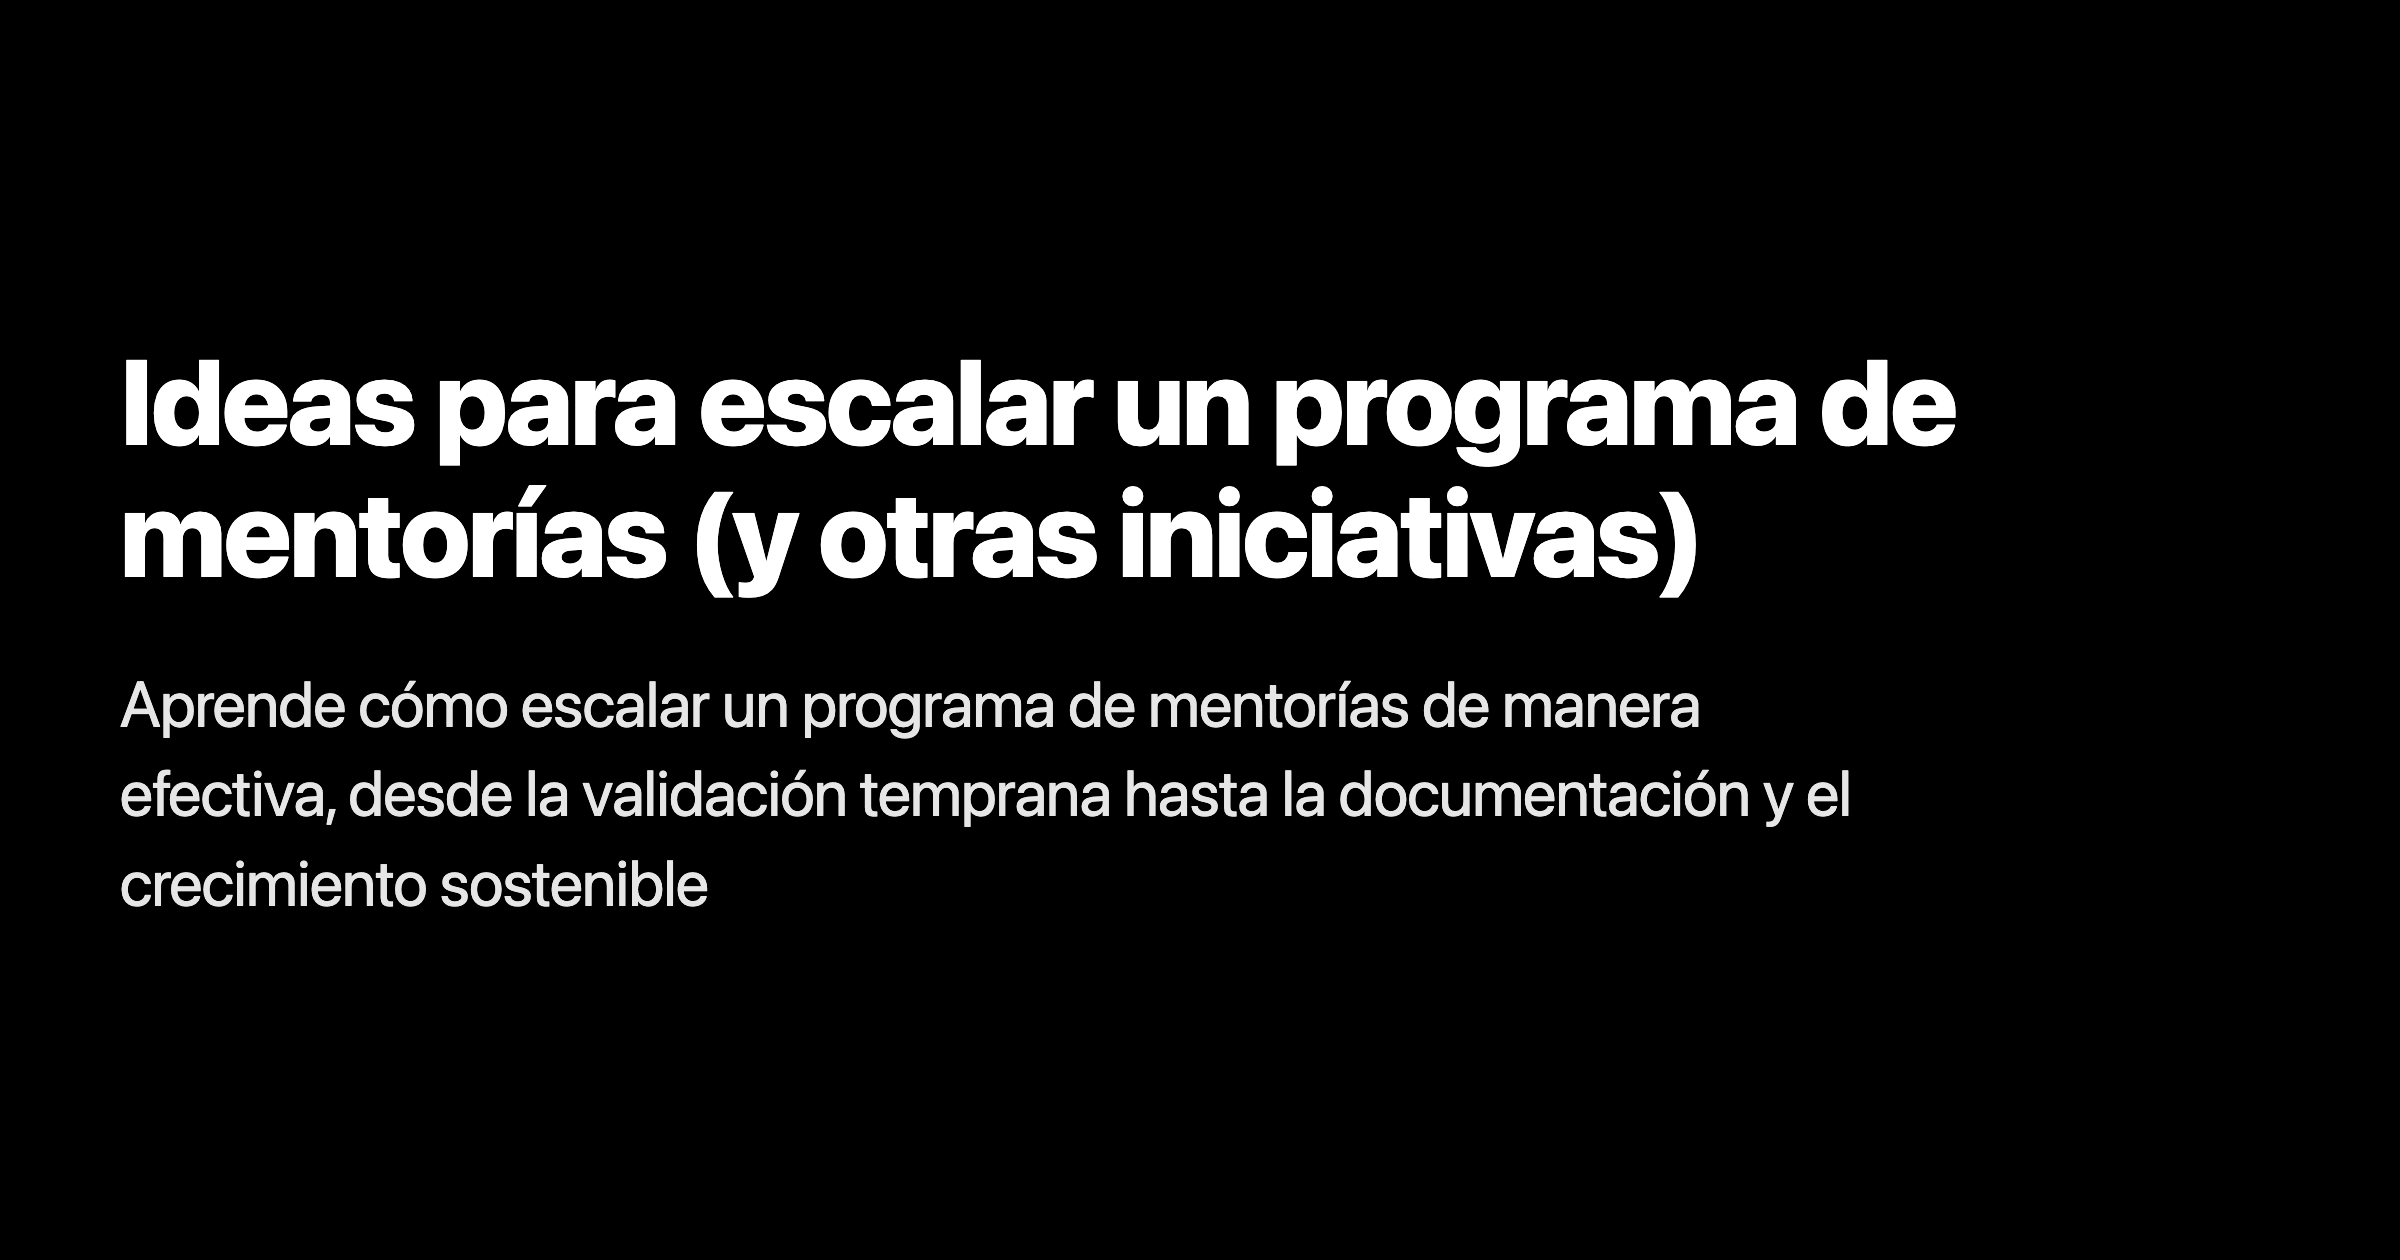 Ideas para escalar un programa de
mentorías (y otras iniciativas)
Aprende cómo escalar un programa de mentorías de manera
efectiva, desde la validación temprana hasta la documentación y el
crecimiento sostenible